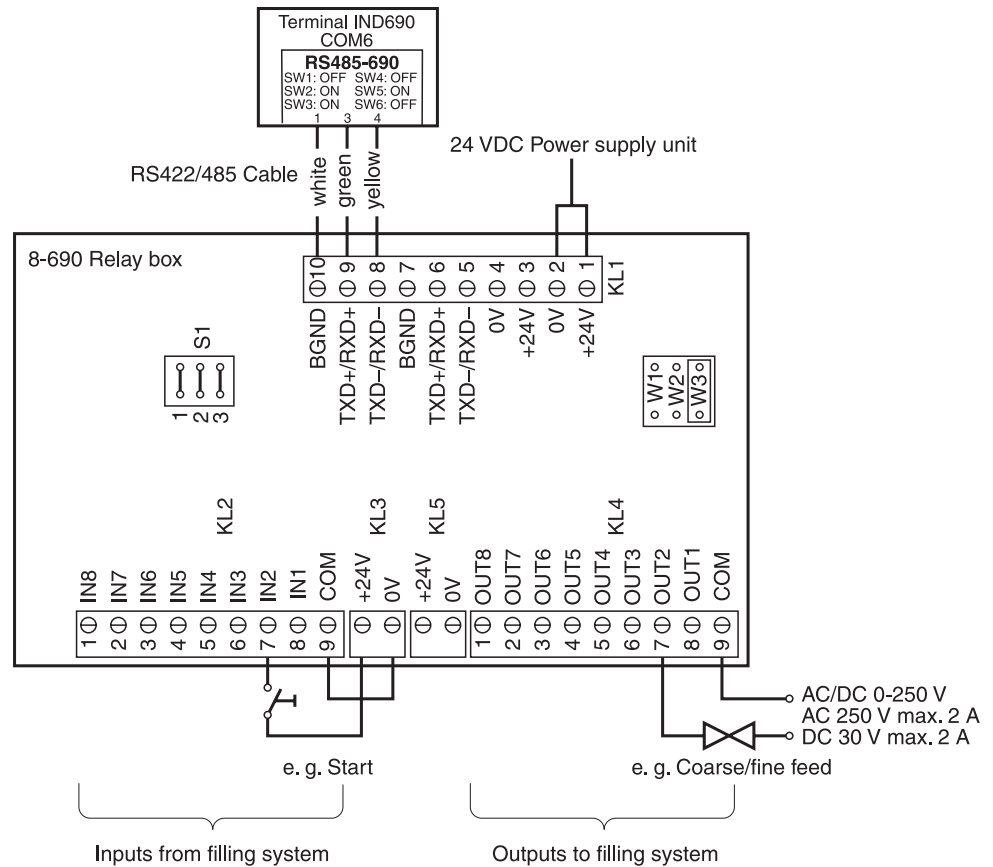 Terminal IND690
COM6
RS485-690
SW1: OFF SW4: OFF
SW2: ON SW5: ON
SW3: ON SW6: OFF
1 3 4
RS422/485 Cable
white
green
yellow
24 VDC Power supply unit
8-690 Relay box
10 9 8 7 6 5 4 3 2 1
KL1
BGND
TXD+/RXD+
TXD–/RXD–
BGND
TXD+/RXD+
TXD–/RXD–
0V
+24V
0V
+24V
S1
1 2 3
W1 W2 W3
KL2
KL3
KL5
KL4
IN8 IN7 IN6 IN5 IN4 IN3 IN2 IN1 COM
+24V 0V
+24V 0V
OUT8 OUT7 OUT6 OUT5 OUT4 OUT3 OUT2 OUT1 COM
1 2 3 4 5 6 7 8 9
1 2 3 4 5 6 7 8 9
AC/DC 0-250 V
AC 250 V max. 2 A
DC 30 V max. 2 A
e. g. Start
e. g. Coarse/fine feed
Inputs from filling system
Outputs to filling system